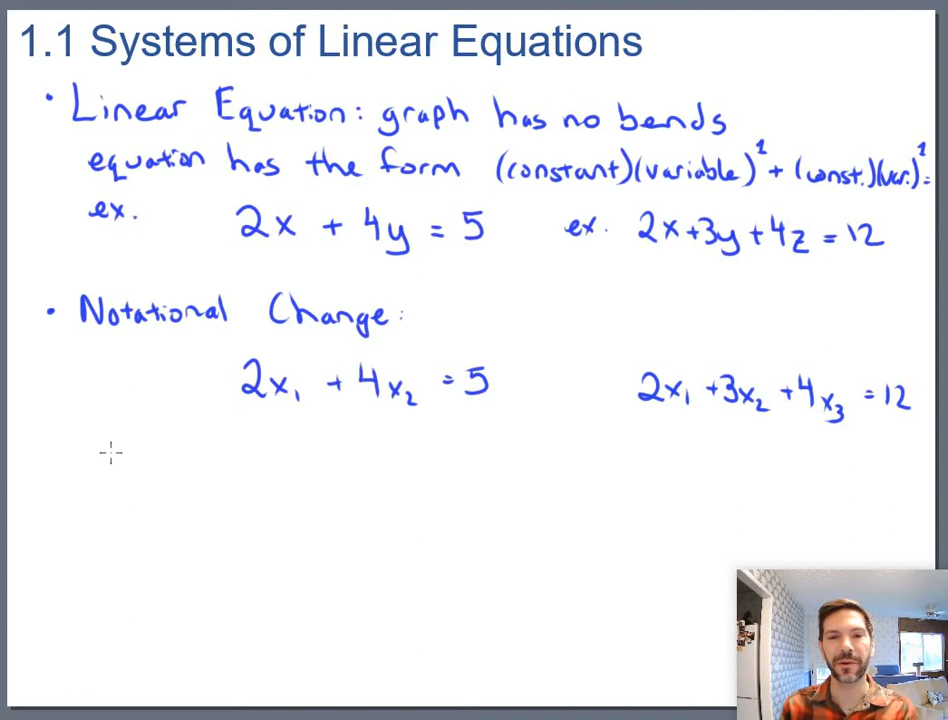 1.1 Systems of Linear Equations
• Linear Equation: graph has no bends
equation has the form (constant)(variable)¹ + (const.)(var.)¹ =
ex. 2x + 4y = 5 ex. 2x+3y+4z = 12
• Notational Change:
2x₁ + 4x₂ = 5 2x₁ +3x₂ +4x₃ = 12